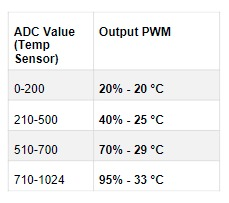 ADC Value Output PWM
(Temp
Sensor)
0-200 20% - 20 °C
210-500 40% - 25 °C
510-700 70% - 29 °C
710-1024 95% - 33 °C